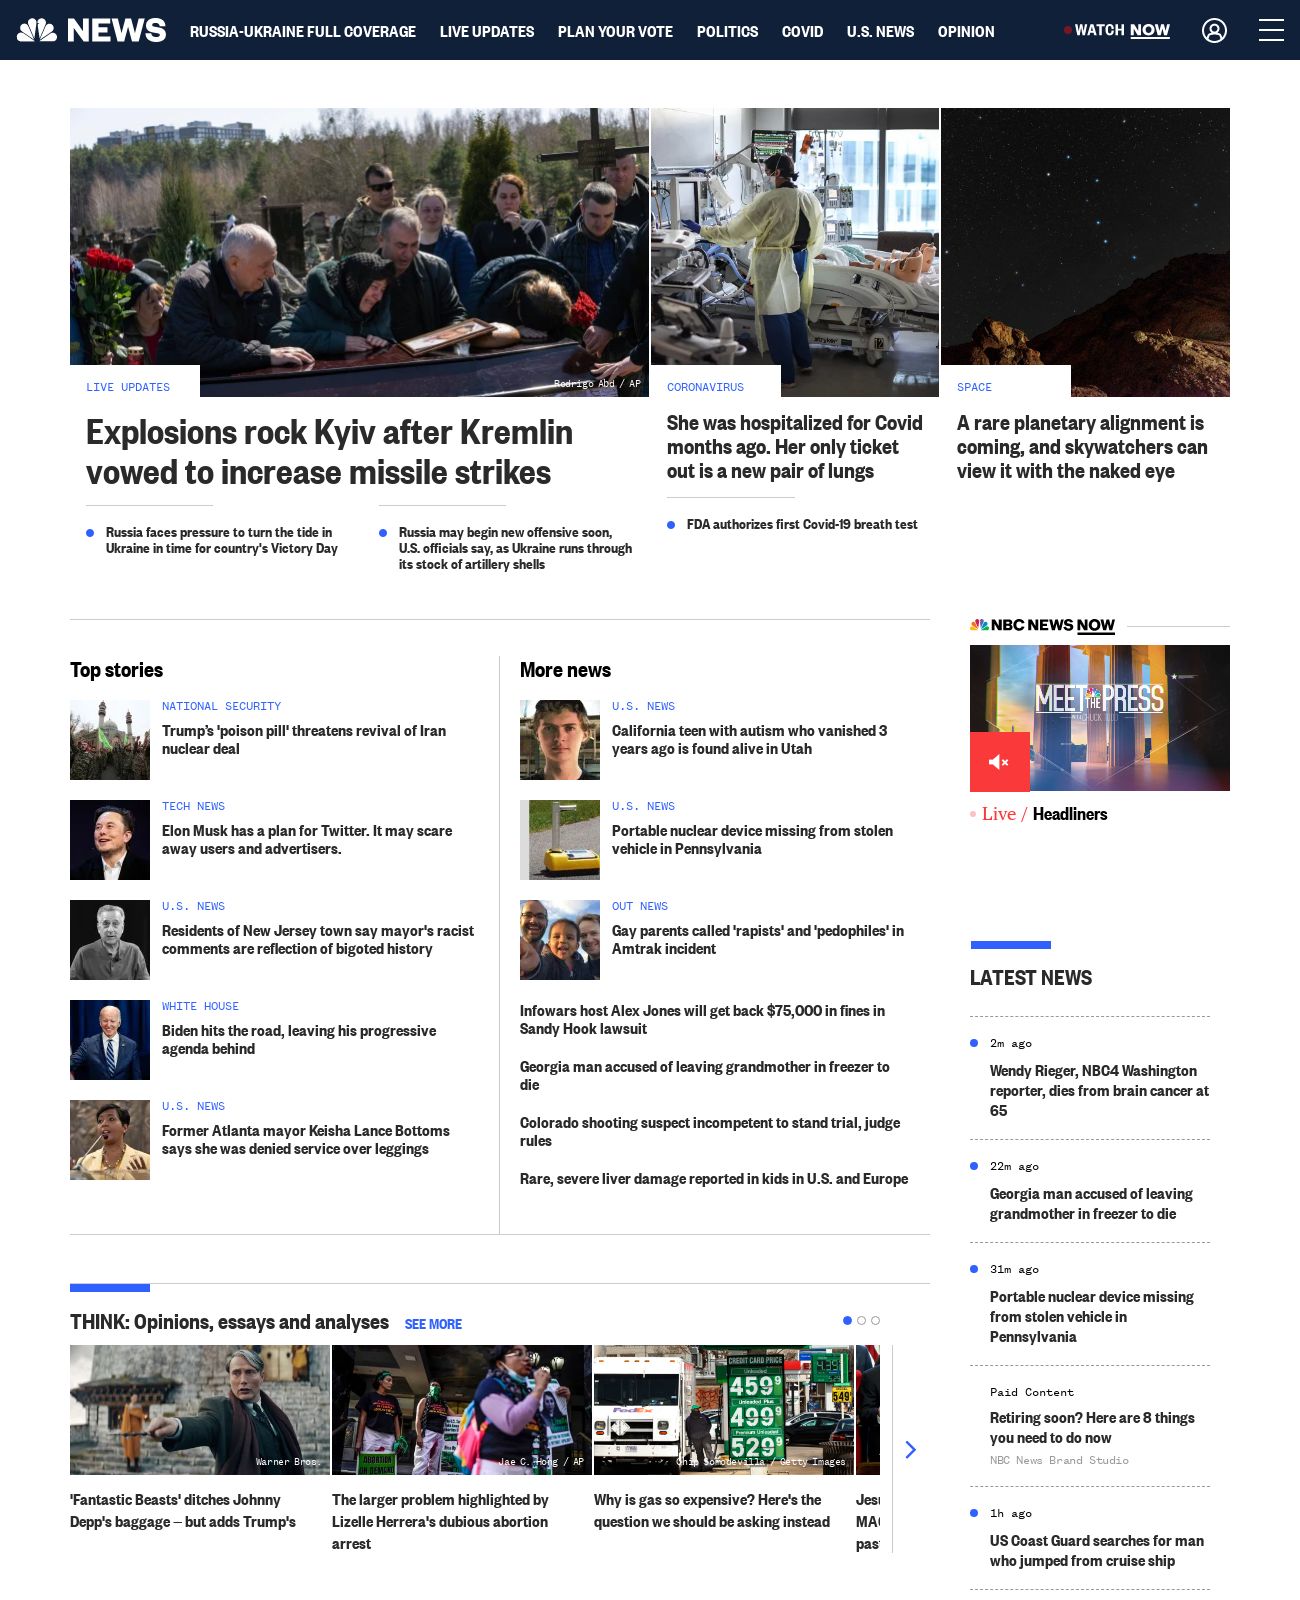 NEWS
RUSSIA-UKRAINE FULL COVERAGE
LIVE UPDATES
PLAN YOUR VOTE
POLITICS
COVID
U.S. NEWS
OPINION
WATCH NOW
Rodrigo Abd / AP
LIVE UPDATES
Explosions rock Kyiv after Kremlin
vowed to increase missile strikes
Russia faces pressure to turn the tide in
Ukraine in time for country's Victory Day
Russia may begin new offensive soon,
U.S. officials say, as Ukraine runs through
its stock of artillery shells
CORONAVIRUS
She was hospitalized for Covid
months ago. Her only ticket
out is a new pair of lungs
FDA authorizes first Covid-19 breath test
SPACE
A rare planetary alignment is
coming, and skywatchers can
view it with the naked eye
Top stories
NATIONAL SECURITY
Trump's 'poison pill' threatens revival of Iran
nuclear deal
TECH NEWS
Elon Musk has a plan for Twitter. It may scare
away users and advertisers.
U.S. NEWS
Residents of New Jersey town say mayor's racist
comments are reflection of bigoted history
WHITE HOUSE
Biden hits the road, leaving his progressive
agenda behind
U.S. NEWS
Former Atlanta mayor Keisha Lance Bottoms
says she was denied service over leggings
More news
U.S. NEWS
California teen with autism who vanished 3
years ago is found alive in Utah
U.S. NEWS
Portable nuclear device missing from stolen
vehicle in Pennsylvania
OUT NEWS
Gay parents called 'rapists' and 'pedophiles' in
Amtrak incident
Infowars host Alex Jones will get back $75,000 in fines in
Sandy Hook lawsuit
Georgia man accused of leaving grandmother in freezer to
die
Colorado shooting suspect incompetent to stand trial, judge
rules
Rare, severe liver damage reported in kids in U.S. and Europe
NBC NEWS NOW
MEET THE PRESS
CHUCK TODD
Live / Headliners
LATEST NEWS
2m ago
Wendy Rieger, NBC4 Washington
reporter, dies from brain cancer at
65
22m ago
Georgia man accused of leaving
grandmother in freezer to die
31m ago
Portable nuclear device missing
from stolen vehicle in
Pennsylvania
Paid Content
Retiring soon? Here are 8 things
you need to do now
NBC News Brand Studio
1h ago
US Coast Guard searches for man
who jumped from cruise ship
THINK: Opinions, essays and analyses
SEE MORE
Warner Bros.
'Fantastic Beasts' ditches Johnny
Depp's baggage — but adds Trump's
Jae C. Hong / AP
The larger problem highlighted by
Lizelle Herrera's dubious abortion
arrest
FedEx
CREDIT CARD PRICE
Unleaded
459 9
Unleaded Plus
499 9
Premium Unleaded
529 9
549
Chip Somodevilla / Getty Images
Why is gas so expensive? Here's the
question we should be asking instead